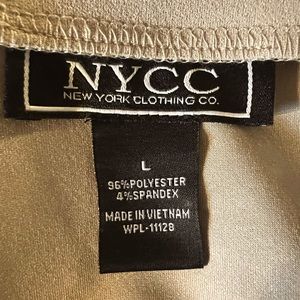 NYCC
NEW YORK CLOTHING CO.
L
96%POLYESTER
4%SPANDEX
MADE IN VIETNAM
WPL-11128